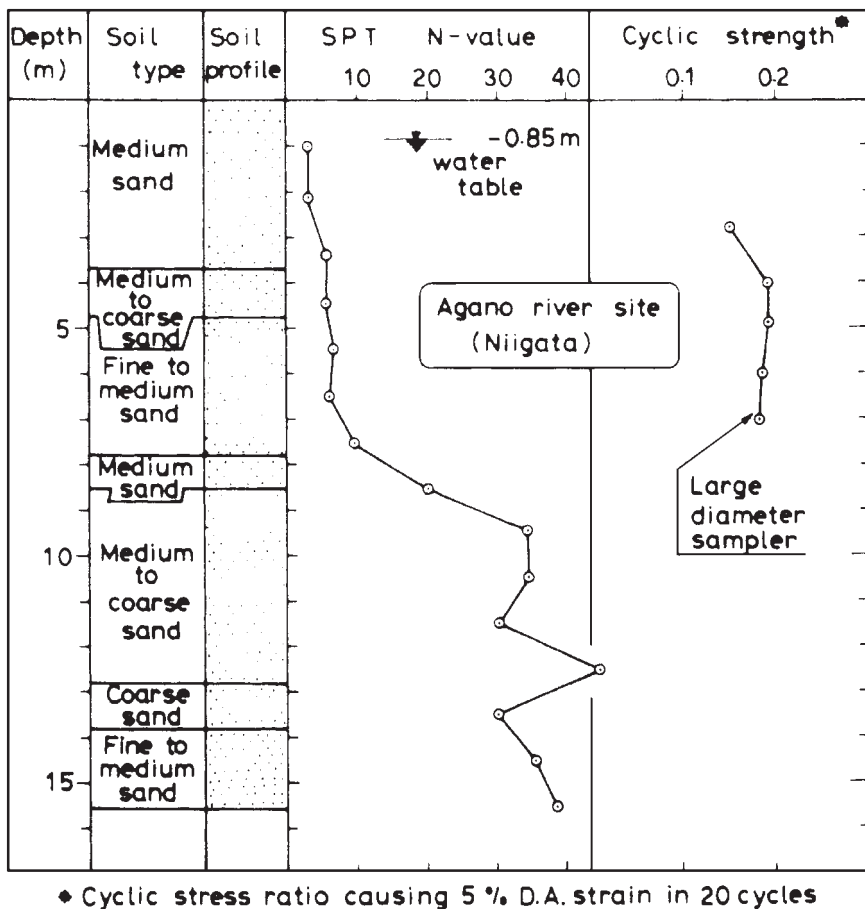 Depth
(m)
Soil
type
Soil
profile
SPT N-value
10 20 30 40
Cyclic strength*
0.1 0.2
-0.85m
water
table
Medium
sand
Medium
to
coarse
sand
5
Fine to
medium
sand
Agano river site
(Niigata)
Medium
sand
Large
diameter
sampler
10
Medium
to
coarse
sand
Coarse
sand
Fine to
medium
sand
15
* Cyclic stress ratio causing 5 % D.A. strain in 20 cycles